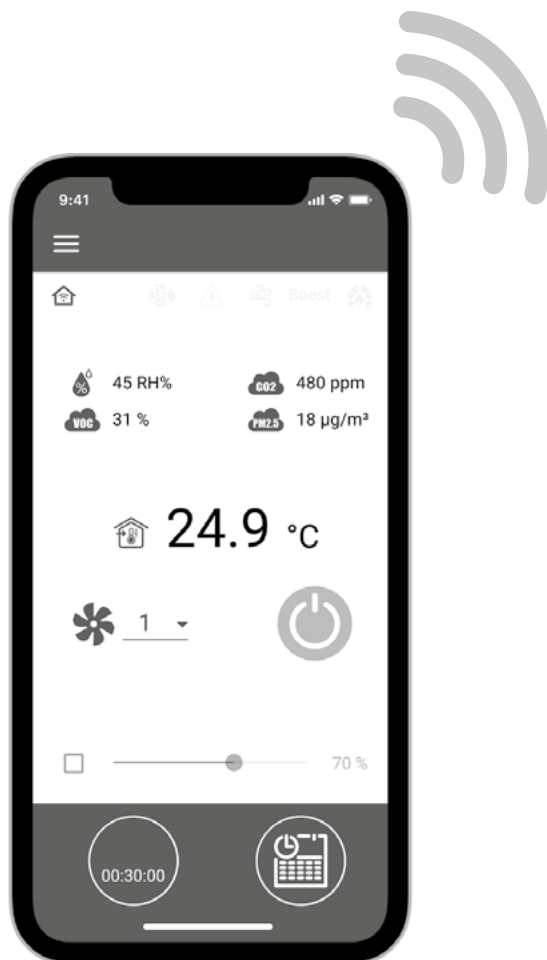 9:41
Boost
45 RH% CO2 480 ppm
VOC 31 % PM2.5 18 µg/m³
24.9 °C
1
70 %
00:30:00